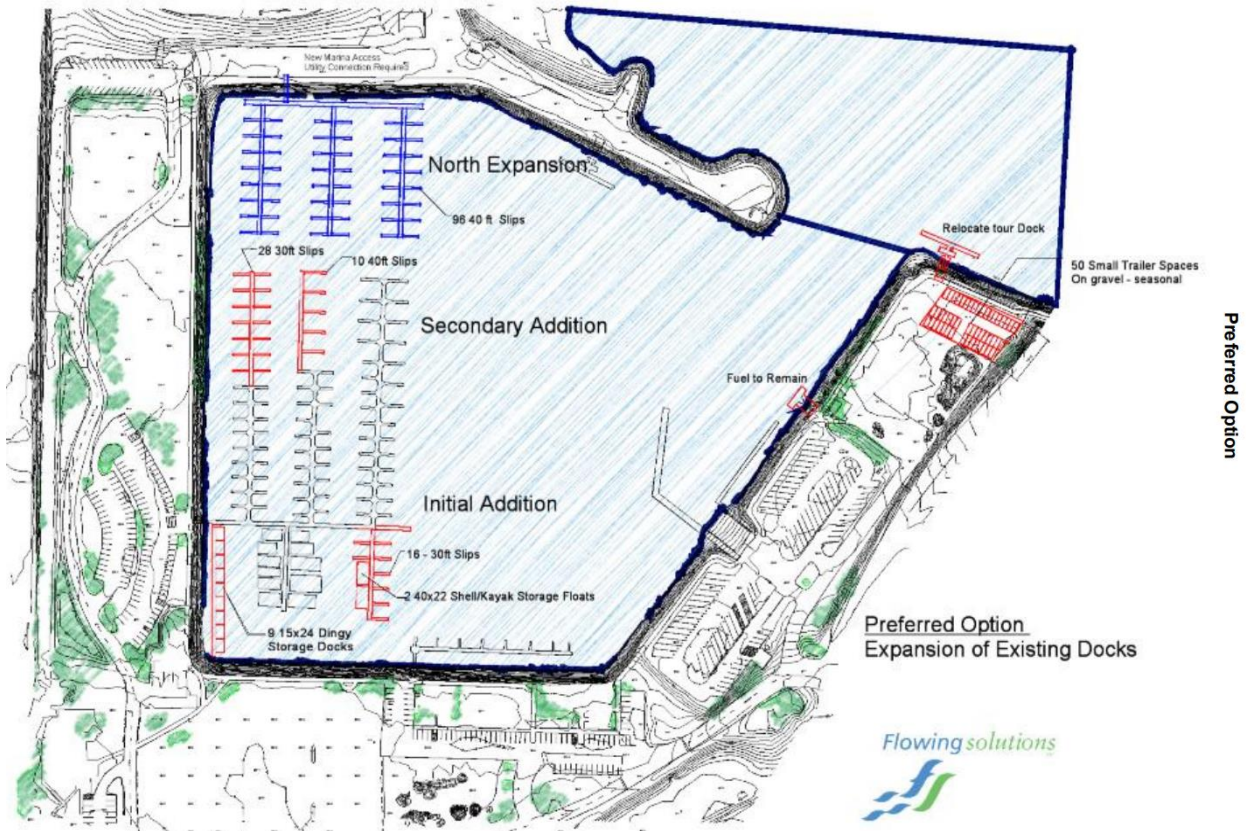 New Marina Access
Utility Connection Required
North Expansion
96 40 ft Slips
28 30ft Slips
10 40ft Slips
Relocate tour Dock
50 Small Trailer Spaces
On gravel - seasonal
Secondary Addition
Fuel to Remain
Initial Addition
16 - 30ft Slips
2 40x22 Shell/Kayak Storage Floats
9 15x24 Dingy
Storage Docks
Preferred Option
Expansion of Existing Docks
Flowing solutions
Preferred Option